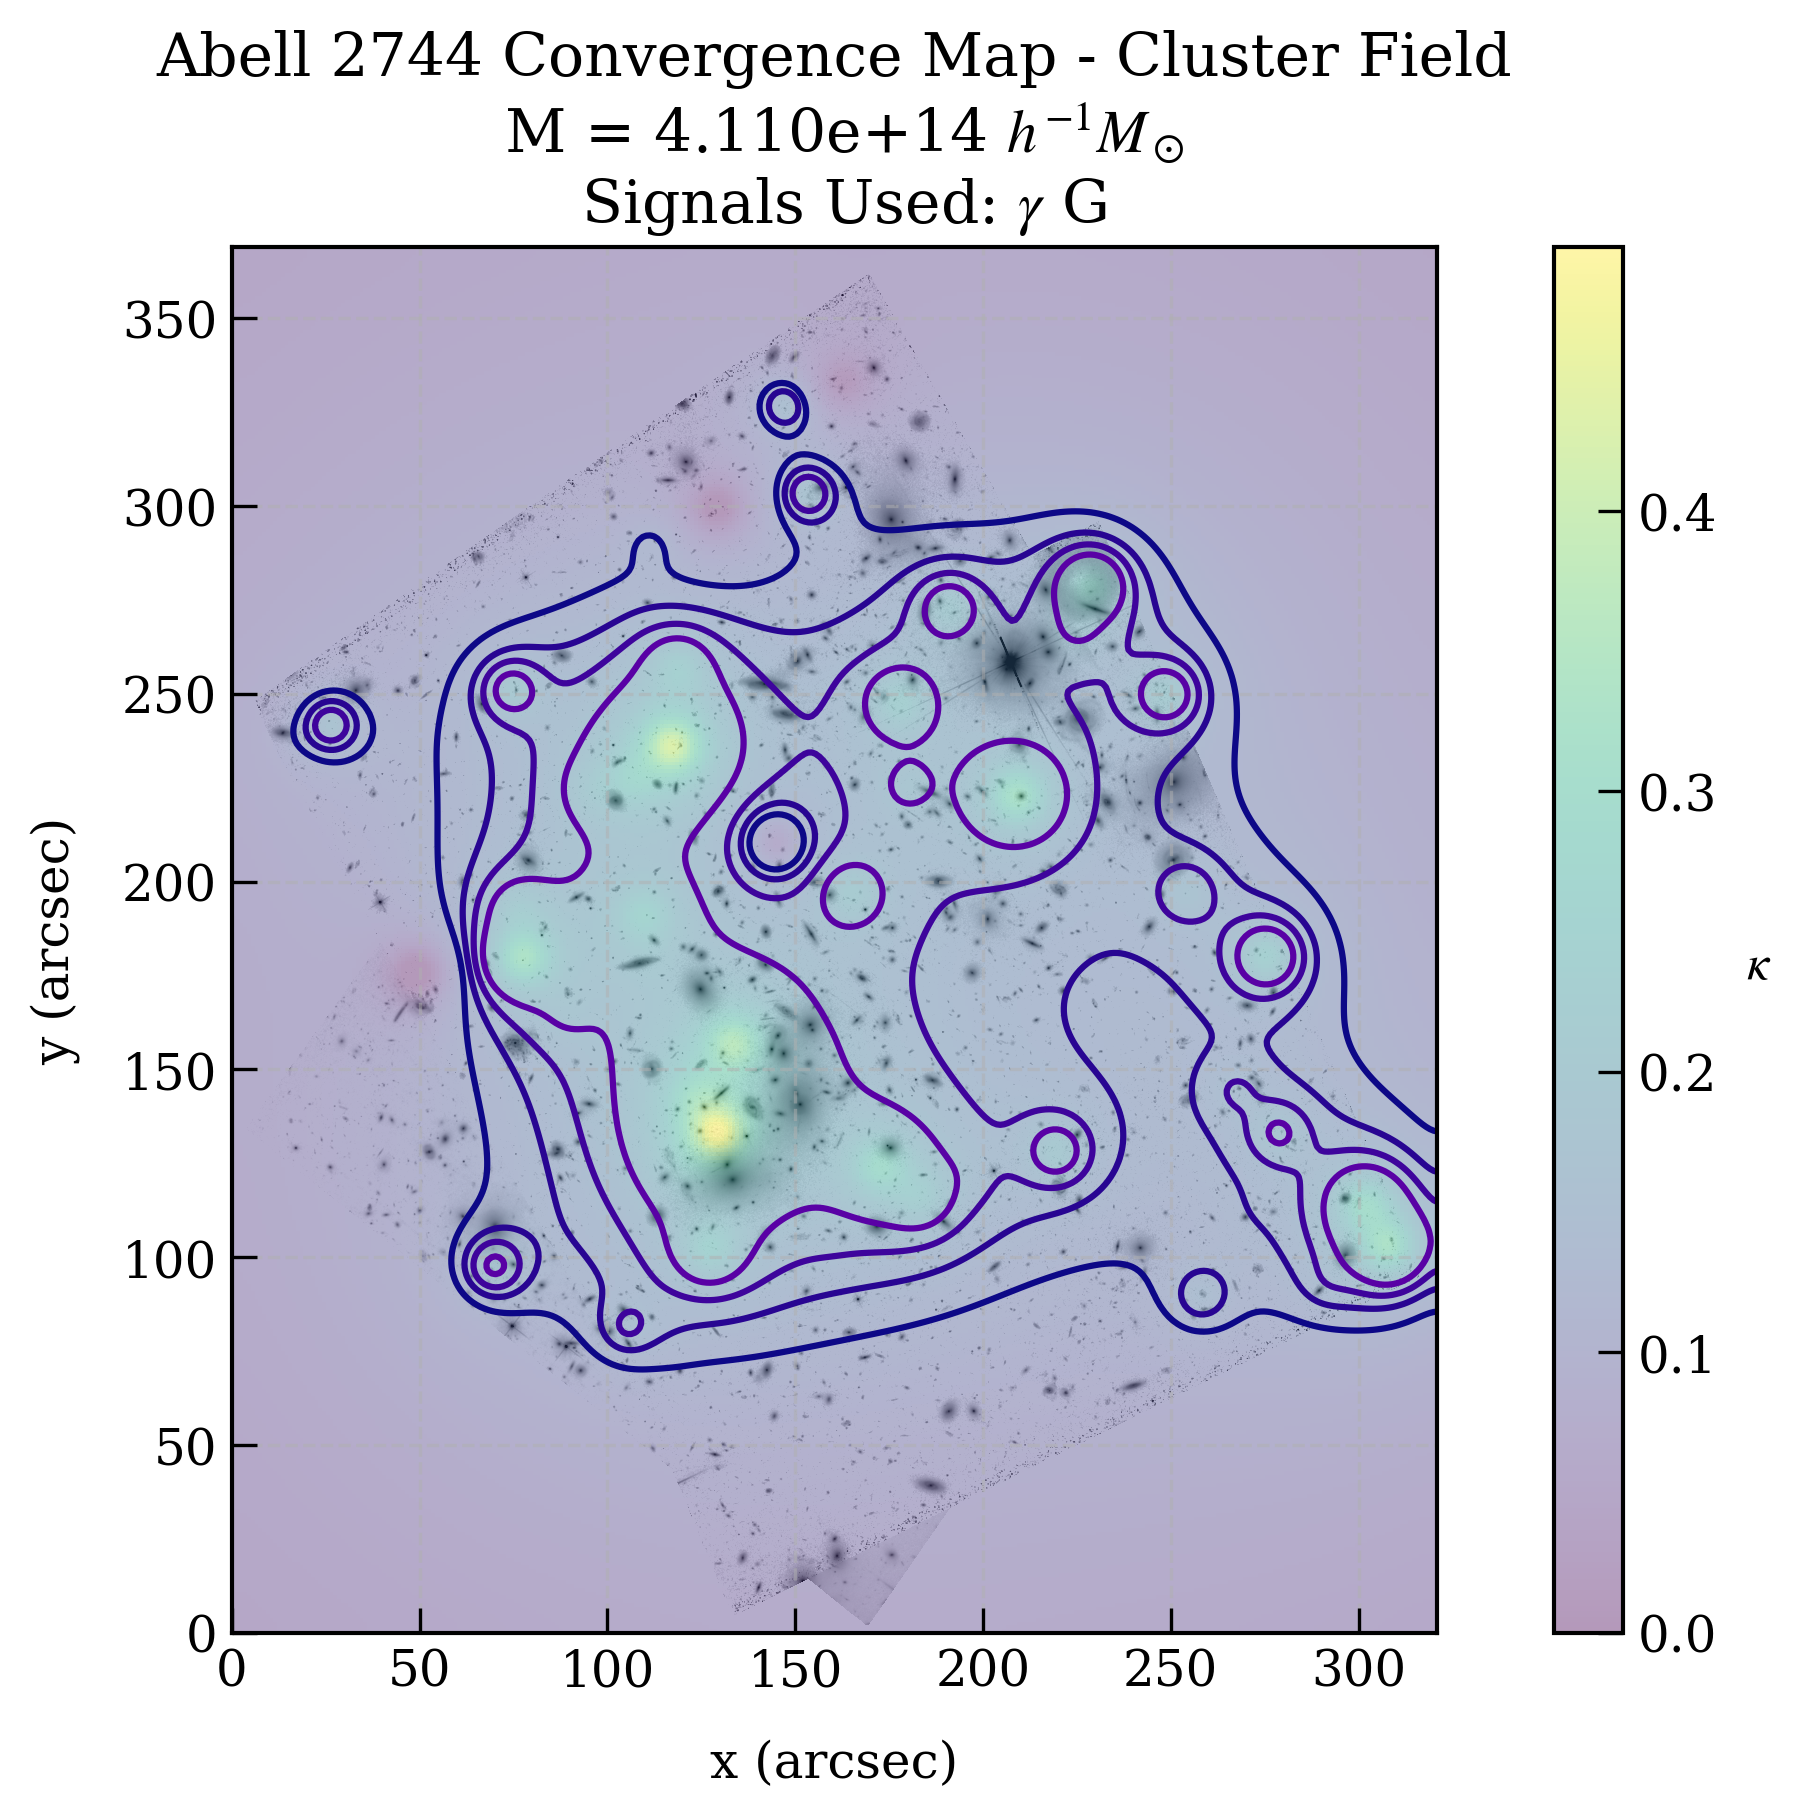 Abell 2744 Convergence Map - Cluster Field
M = 4.110e+14 h⁻¹M⊙
Signals Used: γ G
350
300
250
200
150
100
50
0
y (arcsec)
0 50 100 150 200 250 300
x (arcsec)
0.4
0.3
0.2
0.1
0.0
κ